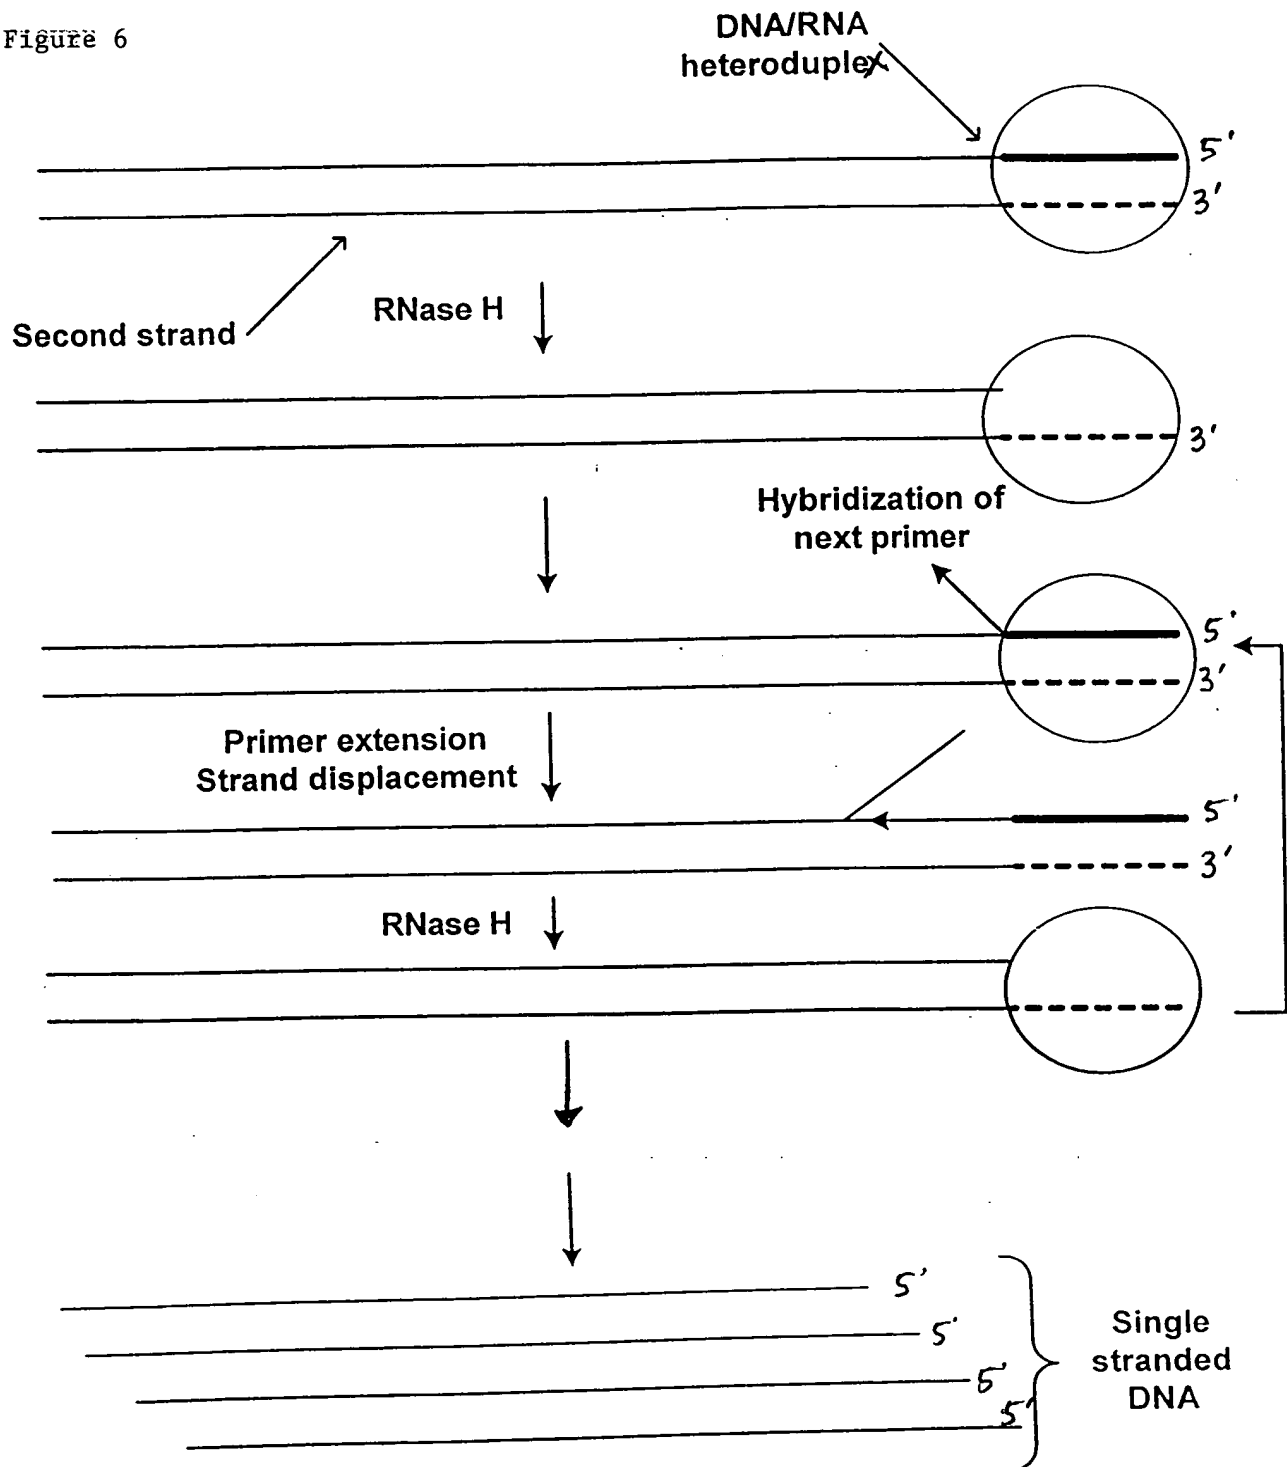 Figure 6
DNA/RNA
heteroduplex
5'
3'
RNase H
Second strand
3'
Hybridization of
next primer
5'
3'
Primer extension
Strand displacement
5'
3'
RNase H
5'
5'
5'
5'
Single
stranded
DNA